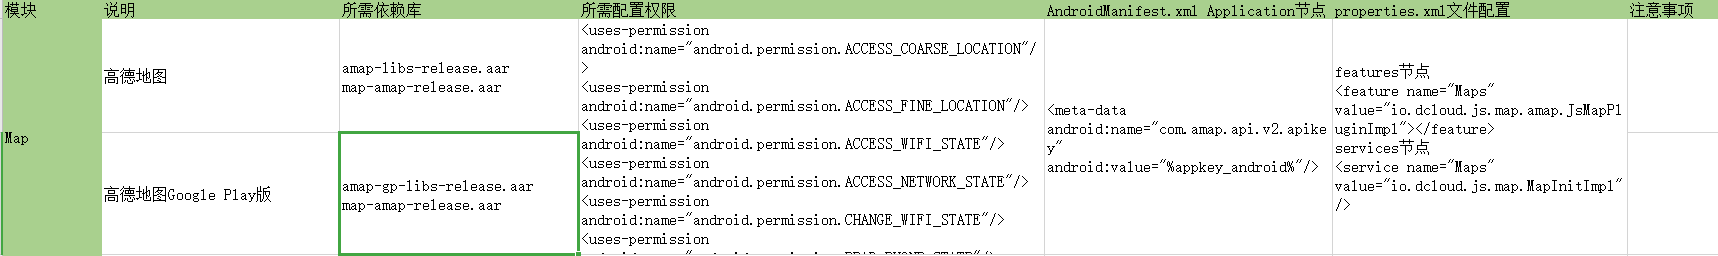 模块
说明
所需依赖库
所需配置权限
AndroidManifest.xml Application节点
properties.xml文件配置
注意事项
Map
高德地图
amap-libs-release.aar
map-amap-release.aar
高德地图Google Play版
amap-gp-libs-release.aar
map-amap-release.aar
<uses-permission
android:name="android.permission.ACCESS_COARSE_LOCATION"/
>
<uses-permission
android:name="android.permission.ACCESS_FINE_LOCATION"/>
<uses-permission
android:name="android.permission.ACCESS_WIFI_STATE"/>
<uses-permission
android:name="android.permission.ACCESS_NETWORK_STATE"/>
<uses-permission
android:name="android.permission.CHANGE_WIFI_STATE"/>
<uses-permission
<meta-data
android:name="com.amap.api.v2.apike
y"
android:value="%appkey_android%"/>
features节点
<feature name="Maps"
value="io.dcloud.js.map.amap.JsMapPl
uginImpl"></feature>
services节点
<service name="Maps"
value="io.dcloud.js.map.MapInitImpl"
/>